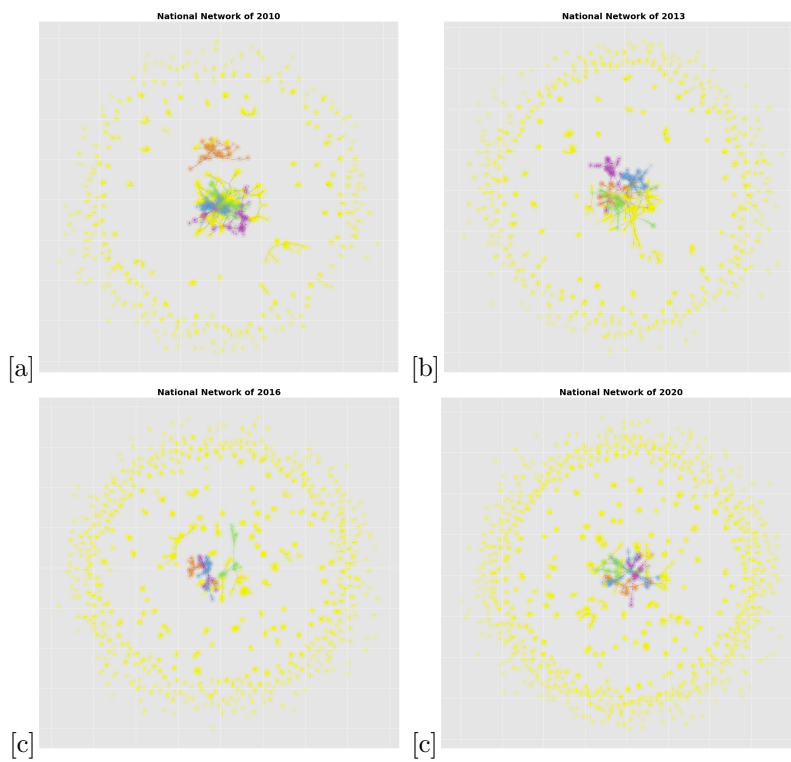 National Network of 2010
National Network of 2013
[a]
[b]
National Network of 2016
National Network of 2020
[c]
[c]